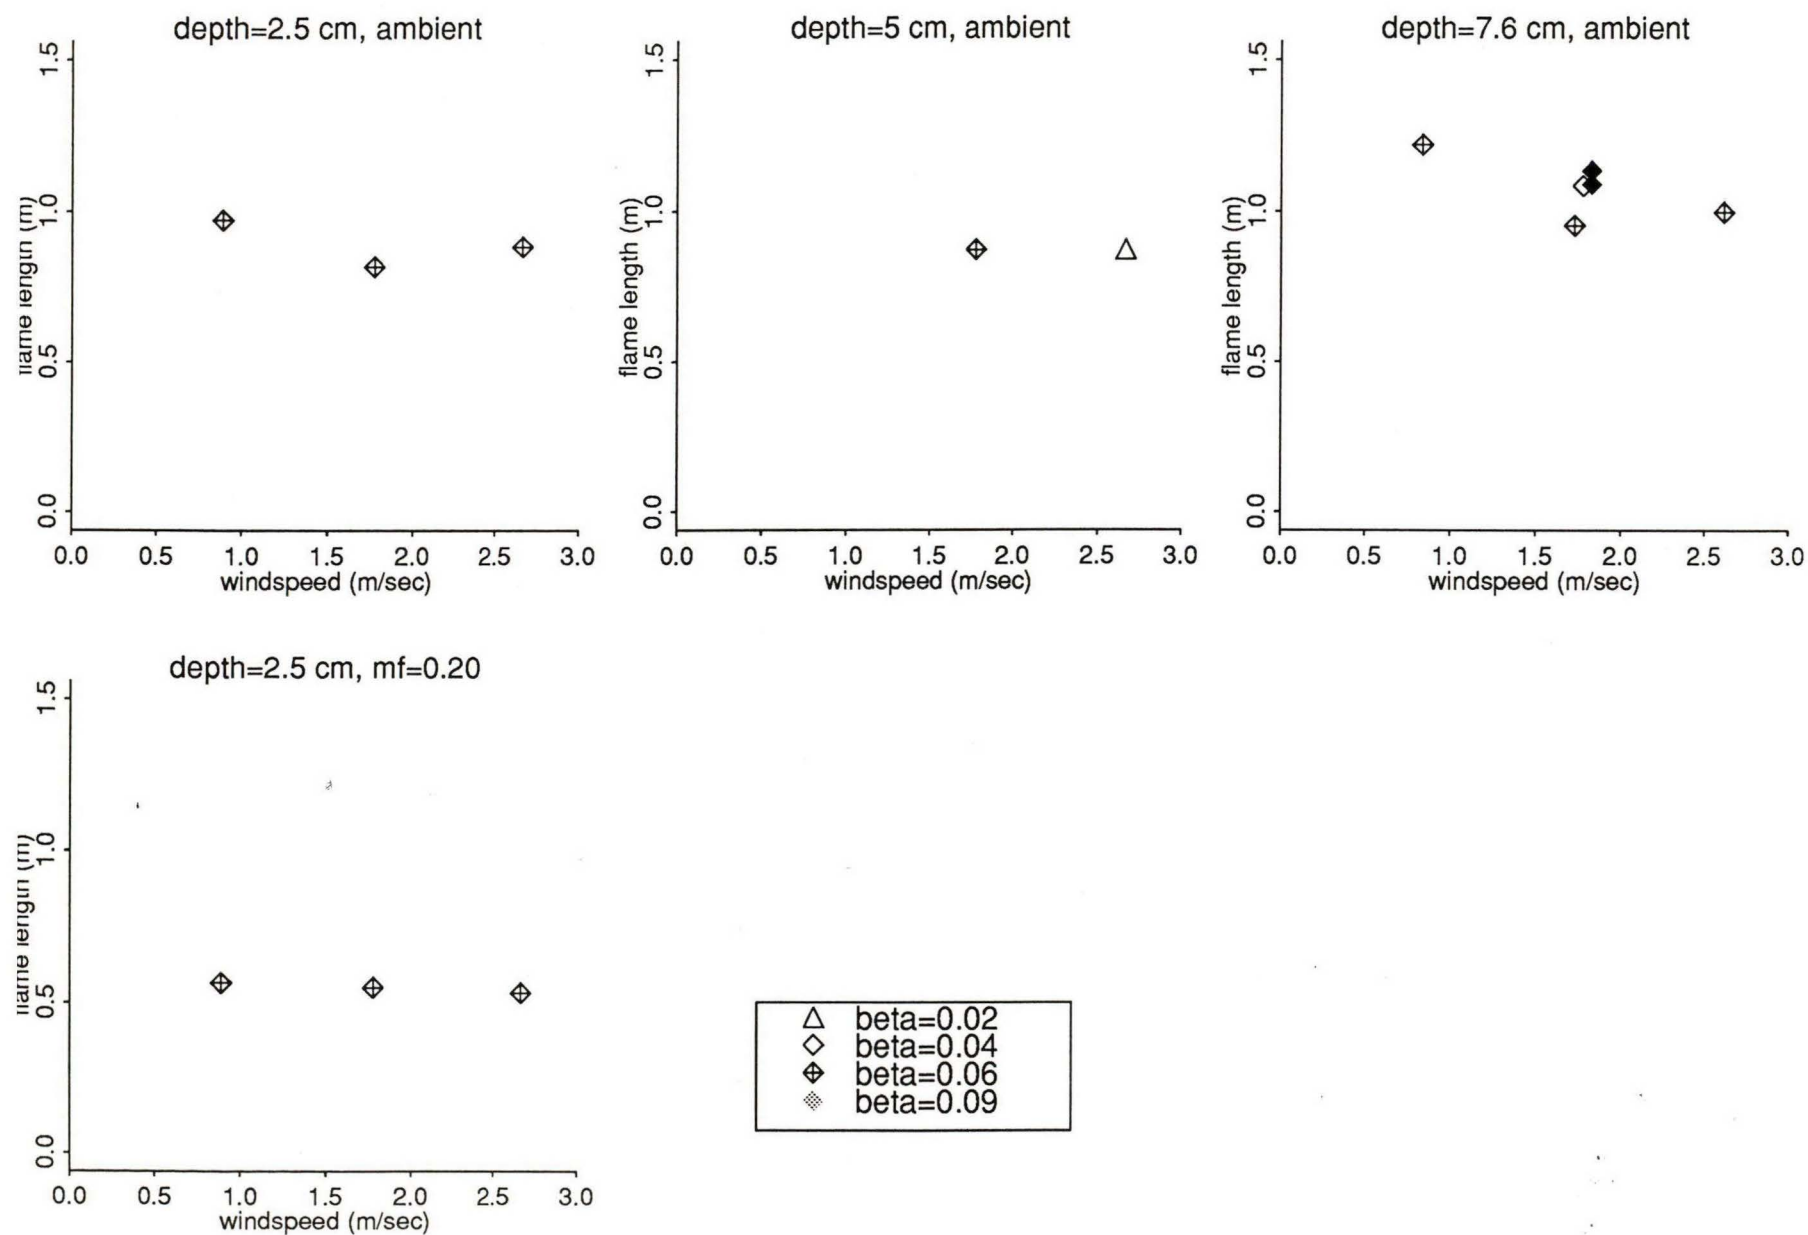 depth=2.5 cm, ambient
flame length (m)
1.5
1.0
0.5
0.0
0.0 0.5 1.0 1.5 2.0 2.5 3.0
windspeed (m/sec)
depth=5 cm, ambient
flame length (m)
1.5
1.0
0.5
0.0
0.0 0.5 1.0 1.5 2.0 2.5 3.0
windspeed (m/sec)
depth=7.6 cm, ambient
flame length (m)
1.5
1.0
0.5
0.0
0.0 0.5 1.0 1.5 2.0 2.5 3.0
windspeed (m/sec)
depth=2.5 cm, mf=0.20
flame length (m)
1.5
1.0
0.5
0.0
0.0 0.5 1.0 1.5 2.0 2.5 3.0
windspeed (m/sec)
beta=0.02
beta=0.04
beta=0.06
beta=0.09